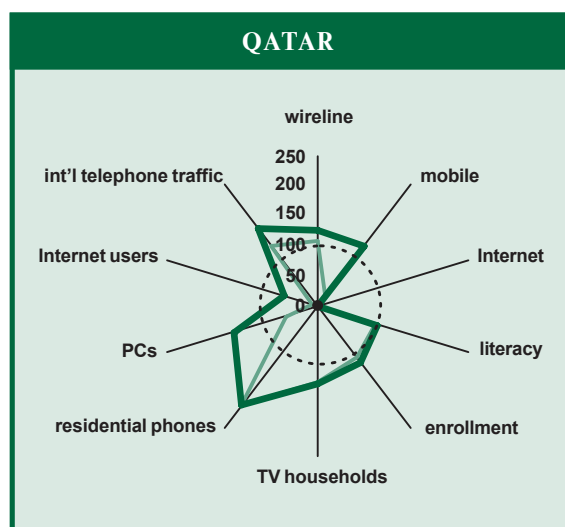 QATAR
wireline
250
int’l telephone traffic
200
mobile
150
100
Internet users
Internet
50
0
PCs
literacy
residential phones
enrollment
TV households